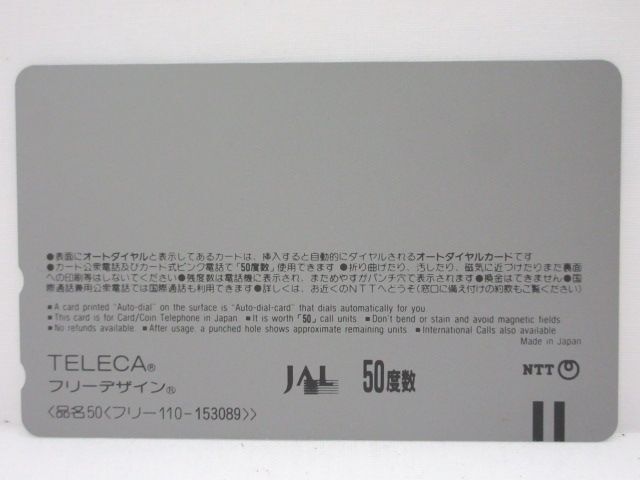 ●表面にオートダイヤルと表示してあるカードは、挿入すると自動的にダイヤルされるオートダイヤルカードです
●カード公衆電話及びカード式ピンク電話で「50度数」使用できます ●折り曲げたり、汚したり、磁気に近づけたりまた裏面
への印刷等はしないでください ●残度数は電話機に表示され、まためやすがパンチ穴で表示されます ●換金はできません ●国
際通話兼用公衆電話では国際通話も利用できます ●詳しくは、お近くのNTTへどうぞ(窓口に備え付けの約款もご覧ください)
■ A card printed "Auto-dial" on the surface is "Auto-dial-card" that dials automatically for you
■ This card is for Card/Coin Telephone in Japan ■ It is worth「50」call units ■ Don't bend or stain and avoid magnetic fields
■ No refunds available. ■ After usage, a punched hole shows approximate remaining units ■ International Calls also available
Made in Japan
TELECA®
フリーデザイン®
JAL 50度数
NTT
〈品名50〈フリー110-153089〉〉